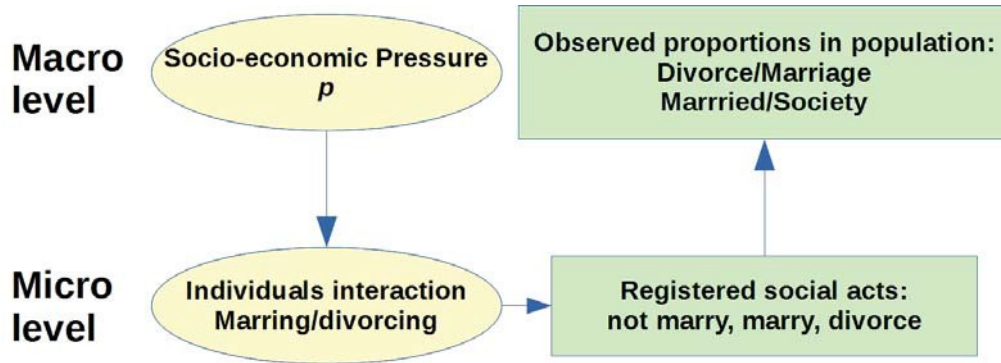 Macro
level
Socio-economic Pressure
p
Observed proportions in population:
Divorce/Marriage
Marrried/Society
Micro
level
Individuals interaction
Marring/divorcing
Registered social acts:
not marry, marry, divorce